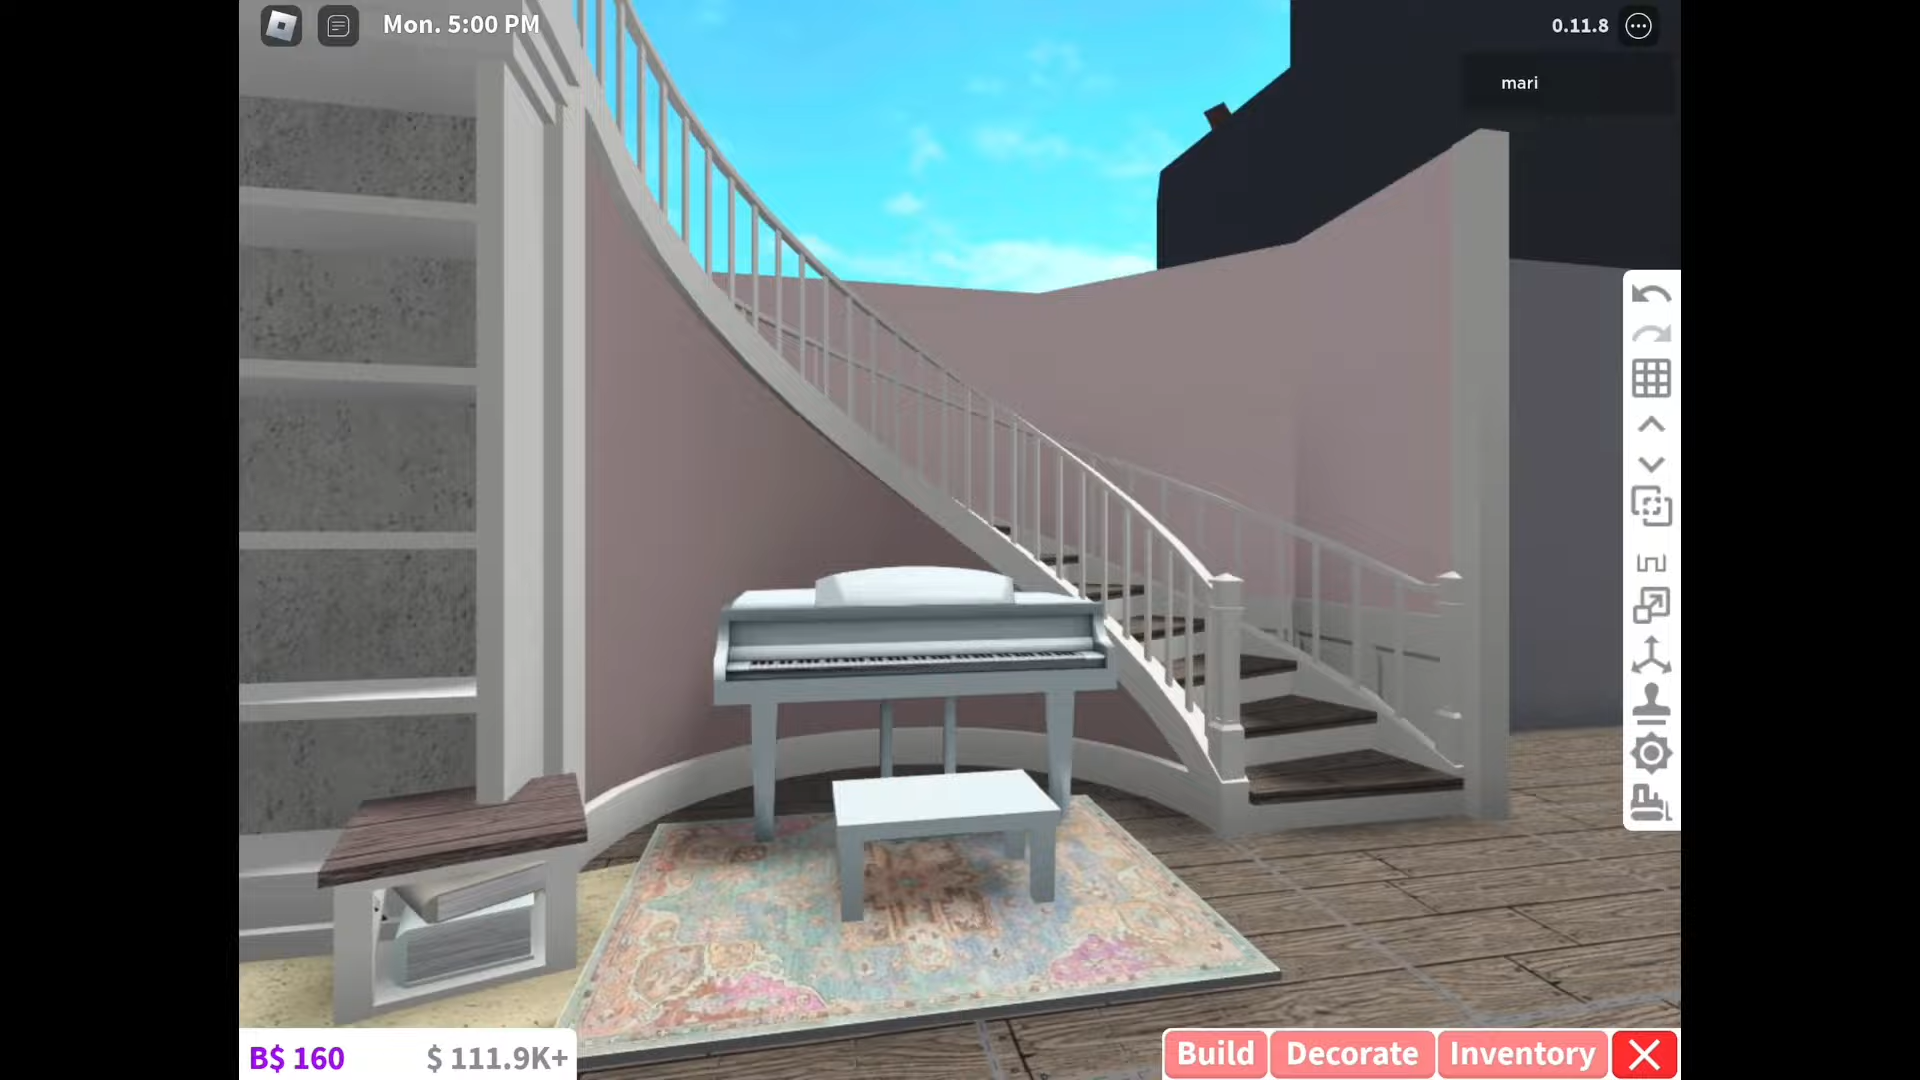 Mon. 5:00 PM
0.11.8
mari
B$ 160
$ 111.9K+
Build
Decorate
Inventory